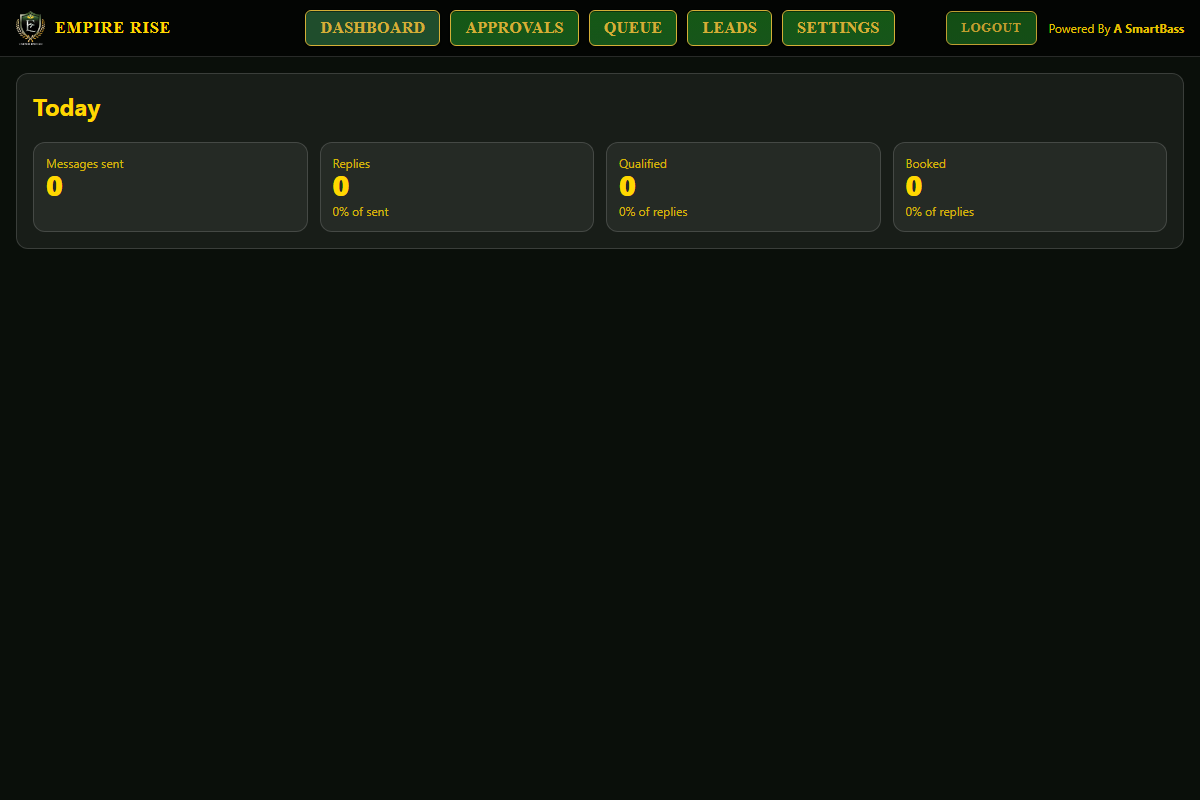 EMPIRE RISE
DASHBOARD
APPROVALS
QUEUE
LEADS
SETTINGS
LOGOUT
Powered By A SmartBass
Today
Messages sent
0
Replies
0
0% of sent
Qualified
0
0% of replies
Booked
0
0% of replies